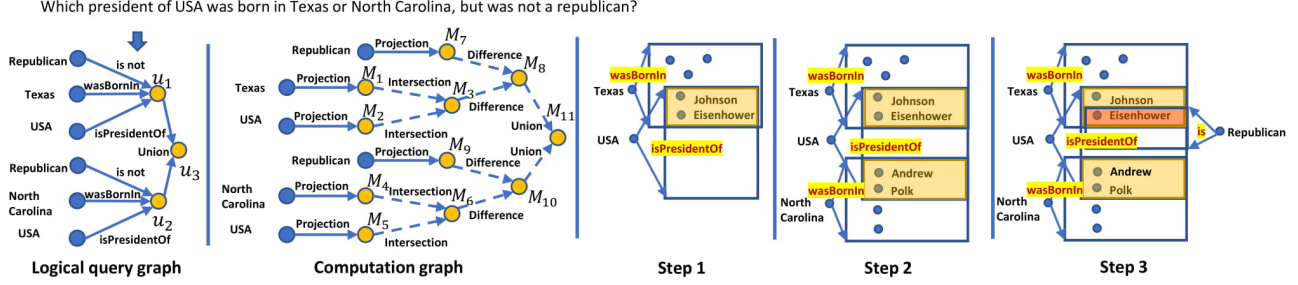 Which president of USA was born in Texas or North Carolina, but was not a republican?
Republican
is not
u₁
Texas
wasBornIn
USA
isPresidentOf
Union
u₃
Republican
is not
North
Carolina
wasBornIn
u₂
USA
isPresidentOf
Logical query graph
Republican
Projection
M₇
Difference
M₈
Texas
Projection
M₁
Intersection
M₃
Difference
USA
Projection
M₂
Intersection
M₁₁
Union
Republican
Projection
M₉
Difference
Union
M₁₀
North
Carolina
Projection
M₄
Intersection
M₆
Difference
USA
Projection
M₅
Intersection
Computation graph
wasBornIn
Texas
Johnson
Eisenhower
USA
isPresidentOf
Step 1
wasBornIn
Texas
Johnson
Eisenhower
USA
isPresidentOf
Andrew
Polk
wasBornIn
North
Carolina
Step 2
wasBornIn
Texas
Johnson
Eisenhower
is
Republican
USA
isPresidentOf
Andrew
Polk
wasBornIn
North
Carolina
Step 3